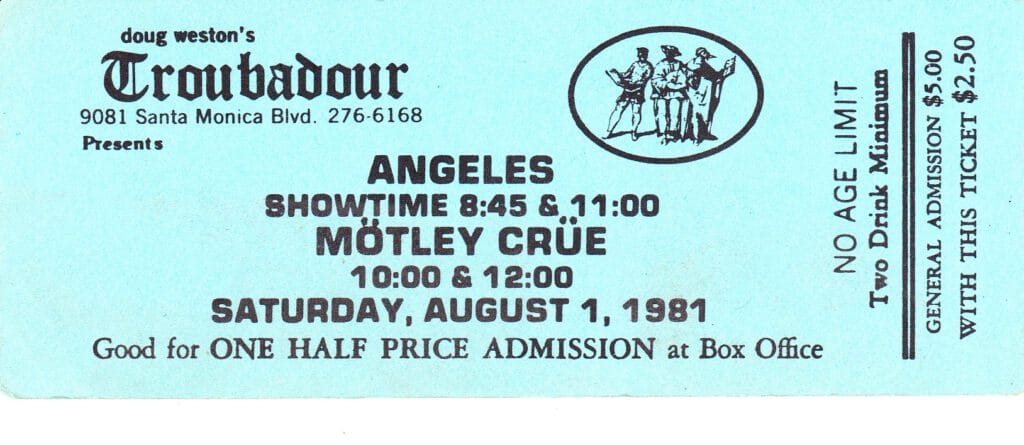 doug weston's
Troubadour
9081 Santa Monica Blvd. 276-6168
Presents
ANGELES
SHOWTIME 8:45 & 11:00
MÖTLEY CRÜE
10:00 & 12:00
SATURDAY, AUGUST 1, 1981
Good for ONE HALF PRICE ADMISSION at Box Office
NO AGE LIMIT
Two Drink Minimum
GENERAL ADMISSION $5.00
WITH THIS TICKET $2.50